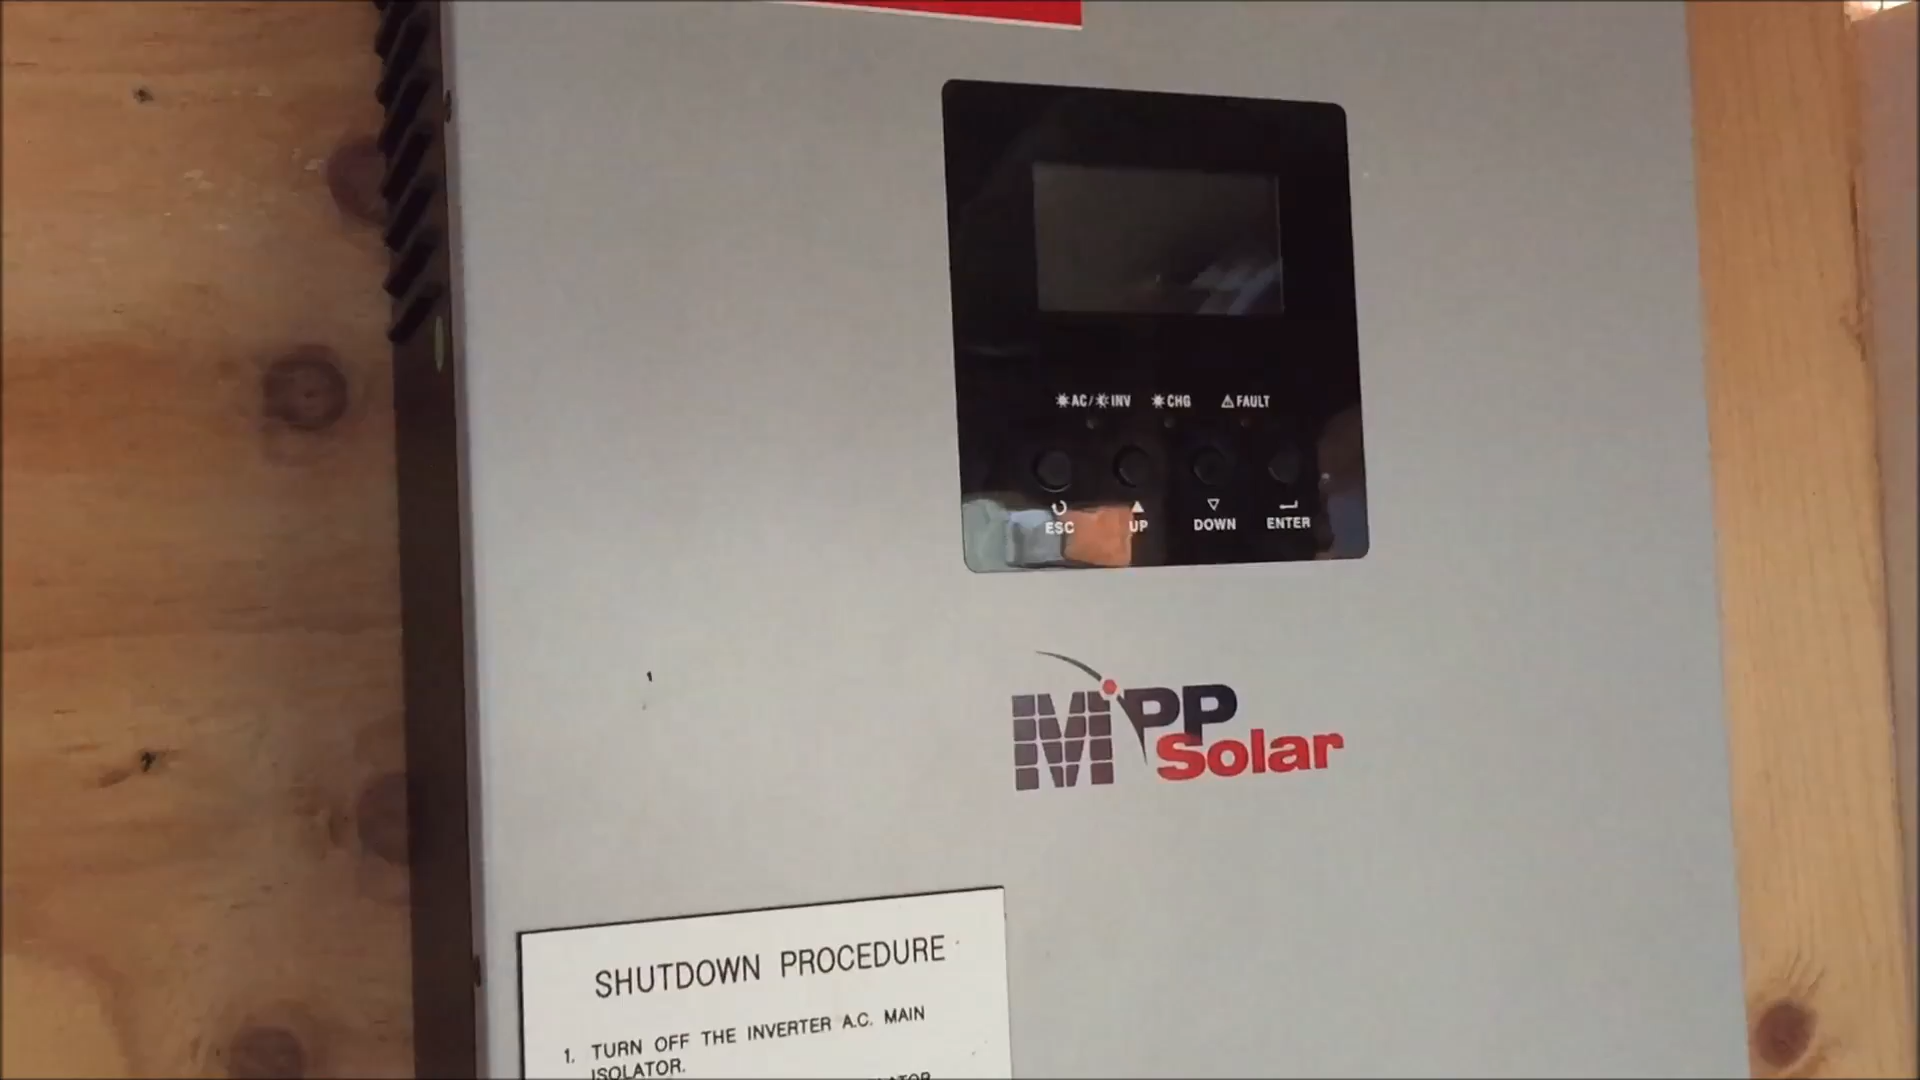 AC/ INV CHG FAULT
ESC UP DOWN ENTER
MPP
Solar
SHUTDOWN PROCEDURE
1. TURN OFF THE INVERTER A.C. MAIN
ISOLATOR.